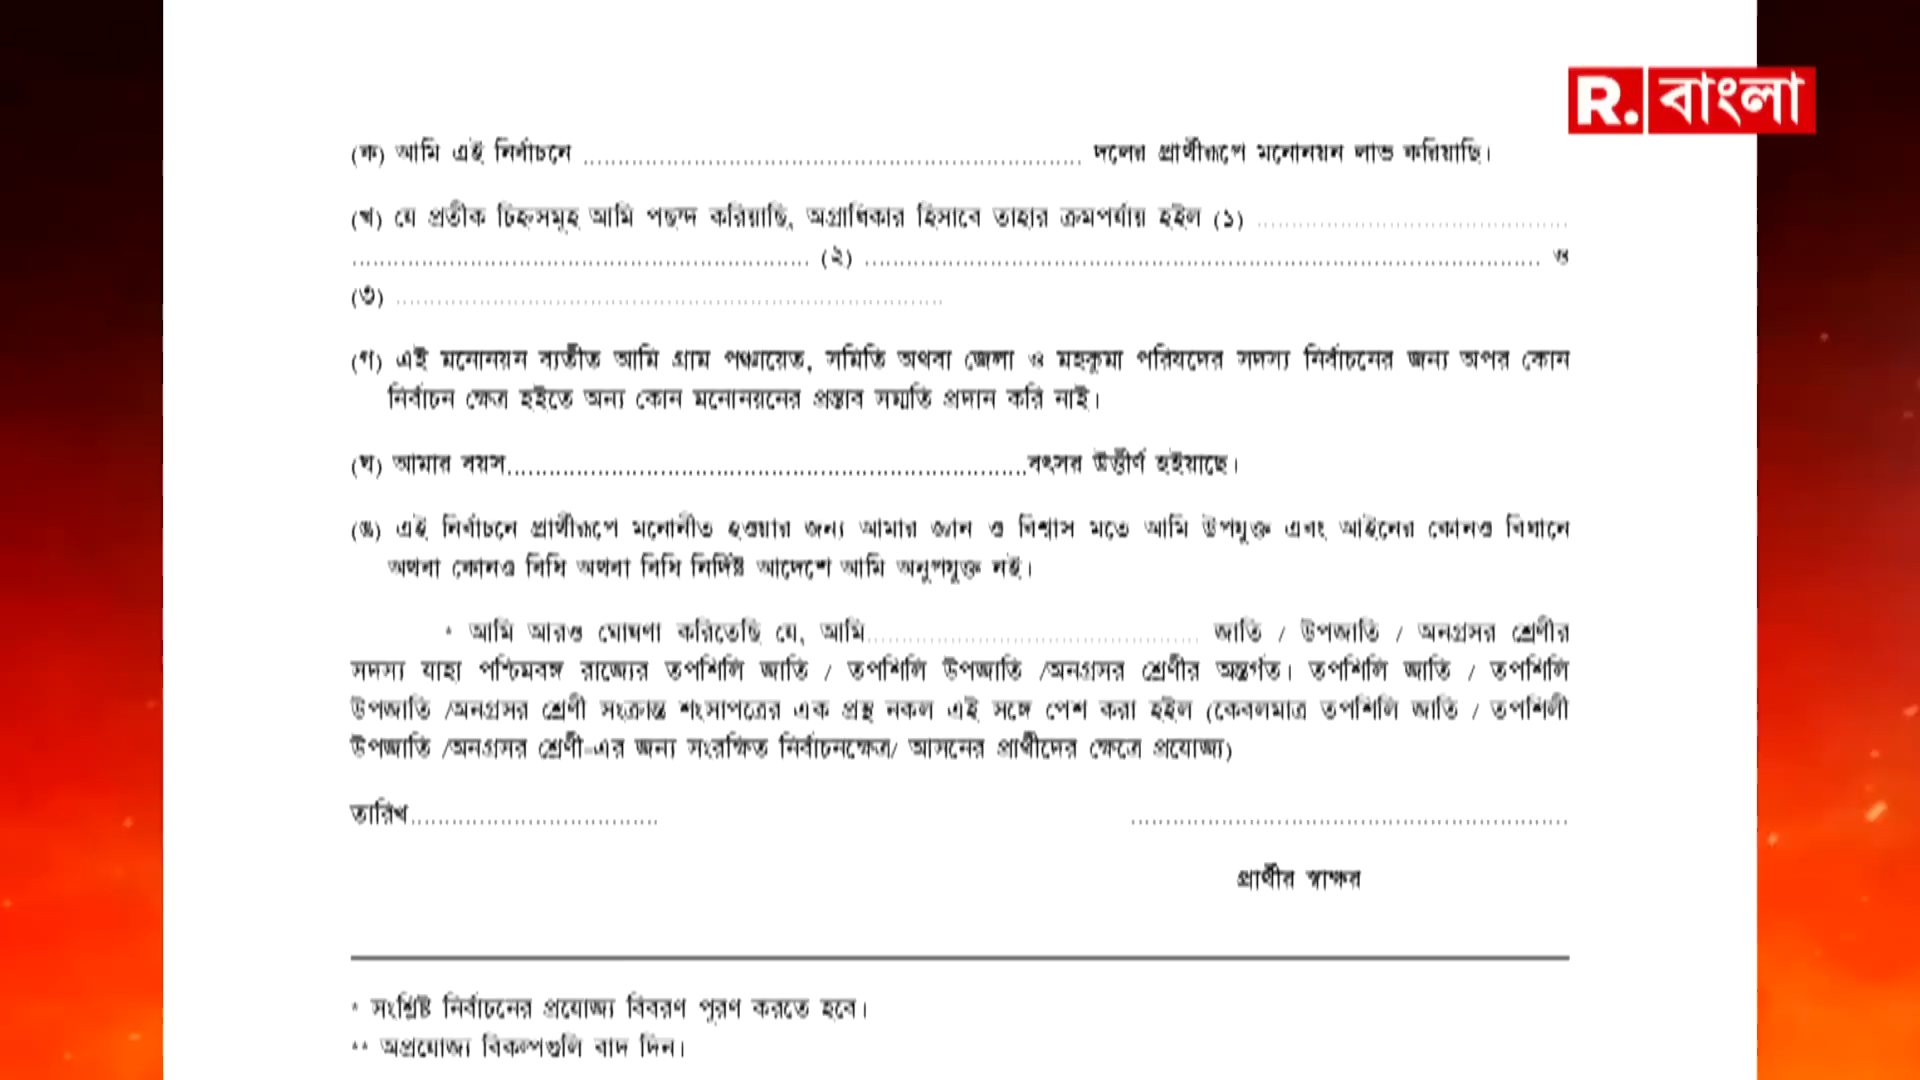 R. বাংলা
(ক) আমি এই নির্বাচনে ........................................................................ দলের প্রার্থীরূপে মনোনয়ন লাভ করিয়াছি।
(খ) যে প্রতীক চিহ্নসমূহ আমি পছন্দ করিয়াছি, অগ্রাধিকার হিসাবে তাহার ক্রমপর্যায় হইল (১) .............................................
.................................................................. (২) ................................................................................................. ও
(৩) ...............................................................................
(গ) এই মনোনয়ন ব্যতীত আমি গ্রাম পঞ্চায়েত, সমিতি অথবা জেলা ও মহকুমা পরিষদের সদস্য নির্বাচনের জন্য অপর কোন
নির্বাচন ক্ষেত্র হইতে অন্য কোন মনোনয়নের প্রস্তাব সম্মতি প্রদান করি নাই।
(ঘ) আমার বয়স...........................................................................বৎসর উত্তীর্ণ হইয়াছে।
(ঙ) এই নির্বাচনে প্রার্থীরূপে মনোনীত হওয়ার জন্য আমার জ্ঞান ও বিশ্বাস মতে আমি উপযুক্ত এবং আইনের কোনও বিধানে
অথবা কোনও বিধি অথবা বিধি নির্দিষ্ট আদেশে আমি অনুপযুক্ত নই।
* আমি আরও ঘোষণা করিতেছি যে, আমি................................................ জাতি / উপজাতি / অনগ্রসর শ্রেণীর
সদস্য যাহা পশ্চিমবঙ্গ রাজ্যের তপশিলি জাতি / তপশিলি উপজাতি /অনগ্রসর শ্রেণীর অন্তর্গত। তপশিলি জাতি / তপশিলি
উপজাতি /অনগ্রসর শ্রেণী সংক্রান্ত শংসাপত্রের এক প্রস্থ নকল এই সঙ্গে পেশ করা হইল (কেবলমাত্র তপশিলি জাতি / তপশিলী
উপজাতি /অনগ্রসর শ্রেণী-এর জন্য সংরক্ষিত নির্বাচনক্ষেত্র/ আসনের প্রার্থীদের ক্ষেত্রে প্রযোজ্য)
তারিখ.................................... ...............................................................
প্রার্থীর স্বাক্ষর
* সংশ্লিষ্ট নির্বাচনের প্রযোজ্য বিবরণ পূরণ করতে হবে।
** অপ্রযোজ্য বিকল্পগুলি বাদ দিন।